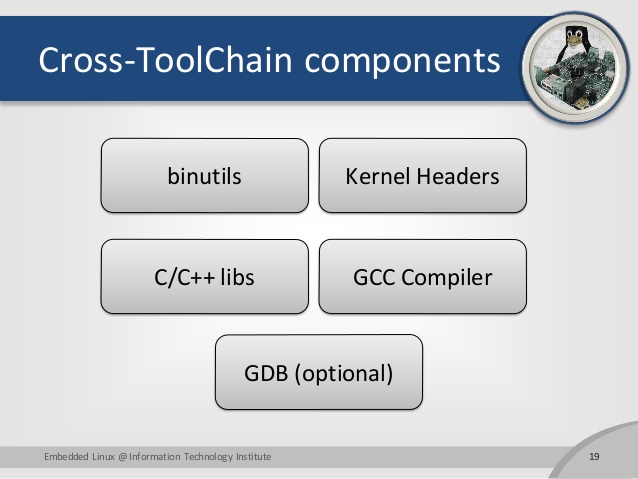 Cross-ToolChain components
binutils
Kernel Headers
C/C++ libs
GCC Compiler
GDB (optional)
Embedded Linux @ Information Technology Institute
19